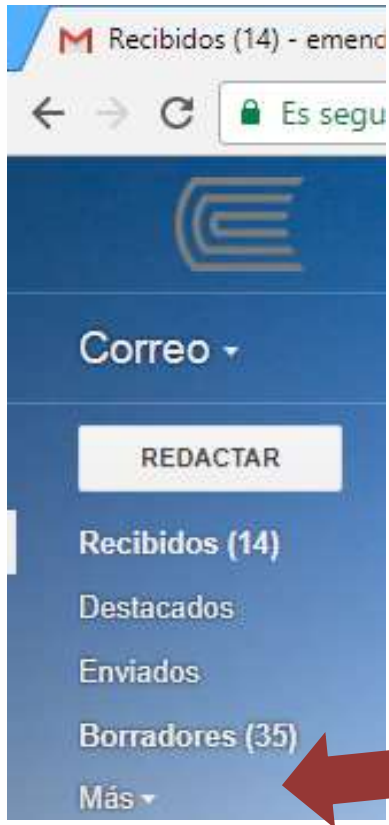 Recibidos (14) - emend
Es segu
Correo
REDACTAR
Recibidos (14)
Destacados
Enviados
Borradores (35)
Más